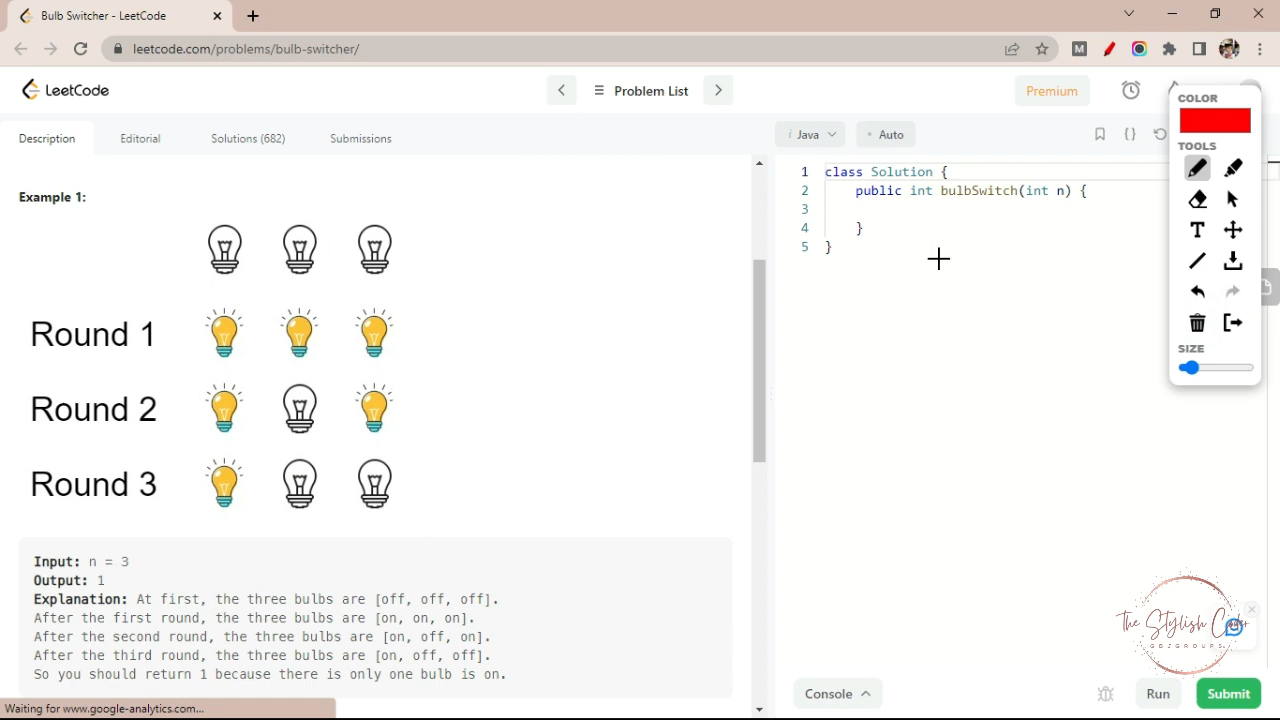 Bulb Switcher - LeetCode
leetcode.com/problems/bulb-switcher/
M
LeetCode
Problem List
Premium
Description
Editorial
Solutions (682)
Submissions
i Java
• Auto
{}
COLOR
TOOLS
T
SIZE
Example 1:
Round 1
Round 2
Round 3
Input: n = 3
Output: 1
Explanation: At first, the three bulbs are [off, off, off].
After the first round, the three bulbs are [on, on, on].
After the second round, the three bulbs are [on, off, on].
After the third round, the three bulbs are [on, off, off].
So you should return 1 because there is only one bulb is on.
1 class Solution {
2 public int bulbSwitch(int n) {
3
4 }
5 }
The Stylish Coder
Console
Run
Submit
Waiting for www.google-analytics.com...